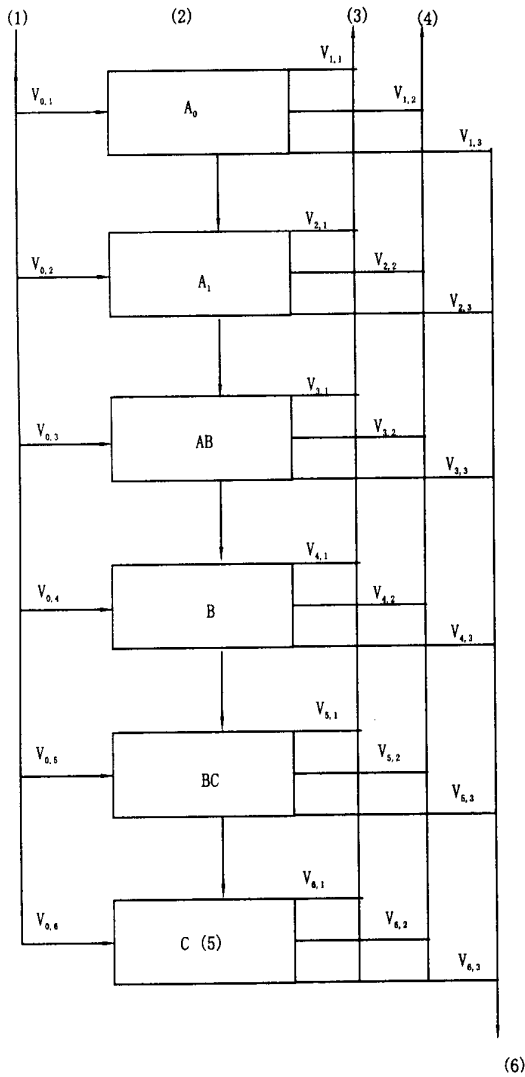 (1) (2) (3) (4)
V1,1
V0,1 A0 V1,2
V1,3
V2,1
V0,2 A1 V2,2
V2,3
V3,1
V0,3 AB V3,2
V3,3
V4,1
V0,4 B V4,2
V4,3
V5,1
V0,5 BC V5,2
V5,3
V6,1
V0,6 C (5) V6,2
V6,3
(6)